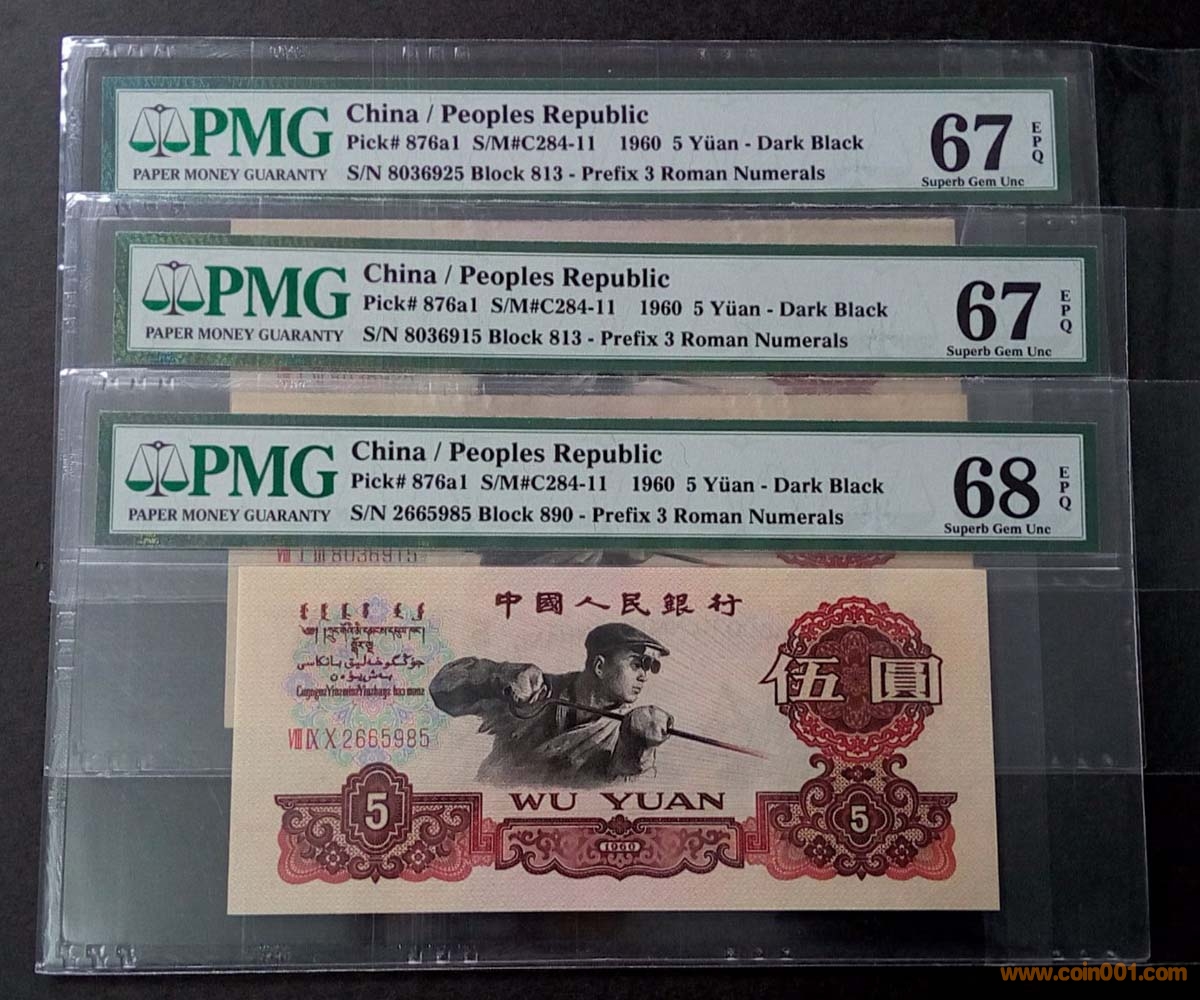 PMG
PAPER MONEY GUARANTY
China / Peoples Republic
Pick# 876a1 S/M#C284-11 1960 5 Yüan - Dark Black
S/N 8036925 Block 813 - Prefix 3 Roman Numerals
67
EPQ
Superb Gem Unc
PMG
PAPER MONEY GUARANTY
China / Peoples Republic
Pick# 876a1 S/M#C284-11 1960 5 Yüan - Dark Black
S/N 8036915 Block 813 - Prefix 3 Roman Numerals
67
EPQ
Superb Gem Unc
PMG
PAPER MONEY GUARANTY
China / Peoples Republic
Pick# 876a1 S/M#C284-11 1960 5 Yüan - Dark Black
S/N 2665985 Block 890 - Prefix 3 Roman Numerals
68
EPQ
Superb Gem Unc
VIII I III 8036915
中國人民銀行
伍圓
VIII IX X 2665985
WU YUAN
5
5
1960
www.coin001.com